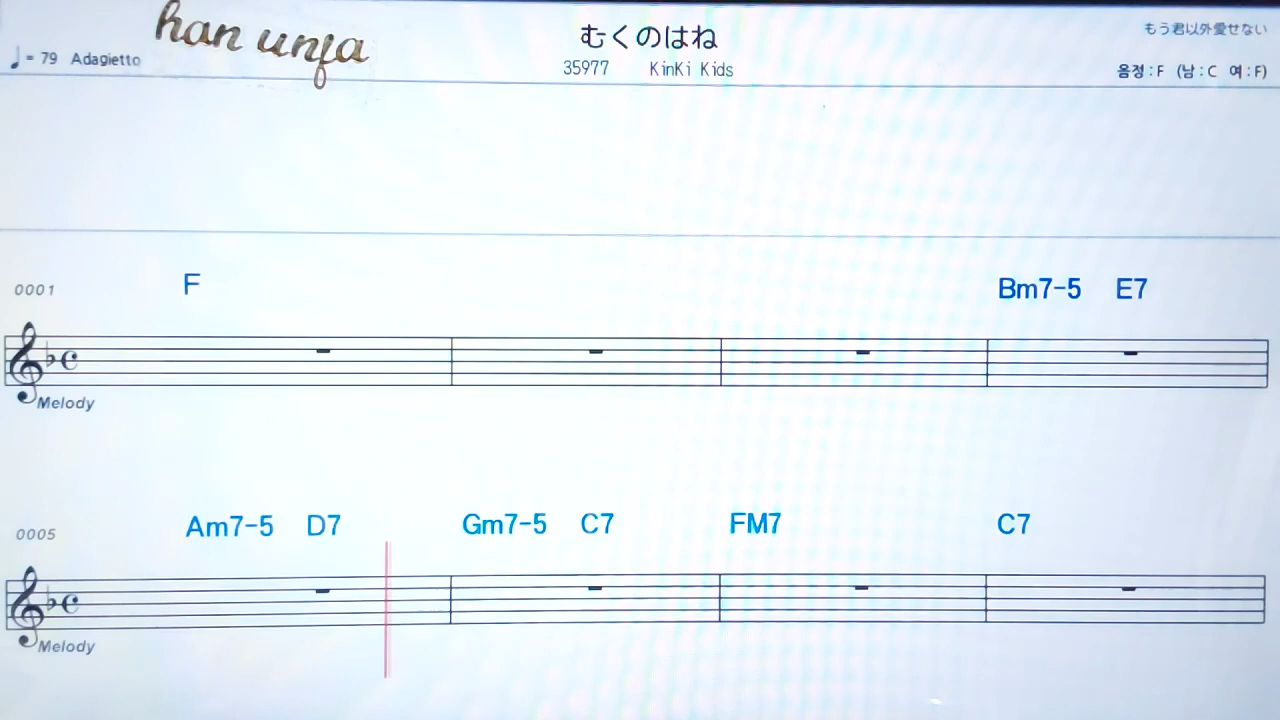 han unja
むくのはね
もう君以外愛せない
♩= 79 Adagietto
35977 KinKi Kids
음정:F (남:C 여:F)
0001 F Bm7-5 E7
Melody
0005 Am7-5 D7 Gm7-5 C7 FM7 C7
Melody